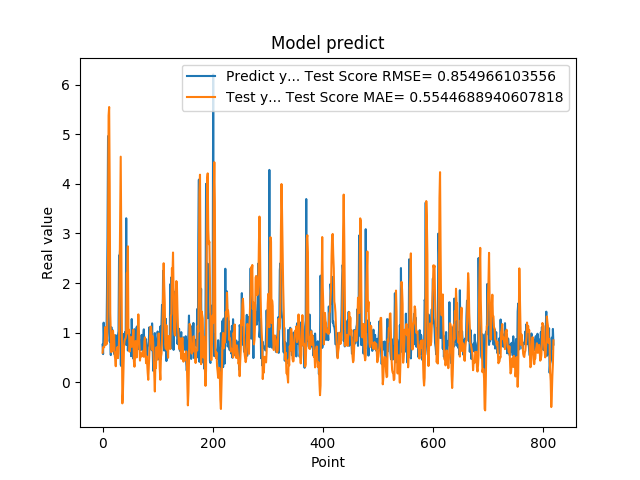 Model predict
Predict y... Test Score RMSE= 0.854966103556
Test y... Test Score MAE= 0.5544688940607818
Real value
6
5
4
3
2
1
0
0 200 400 600 800
Point